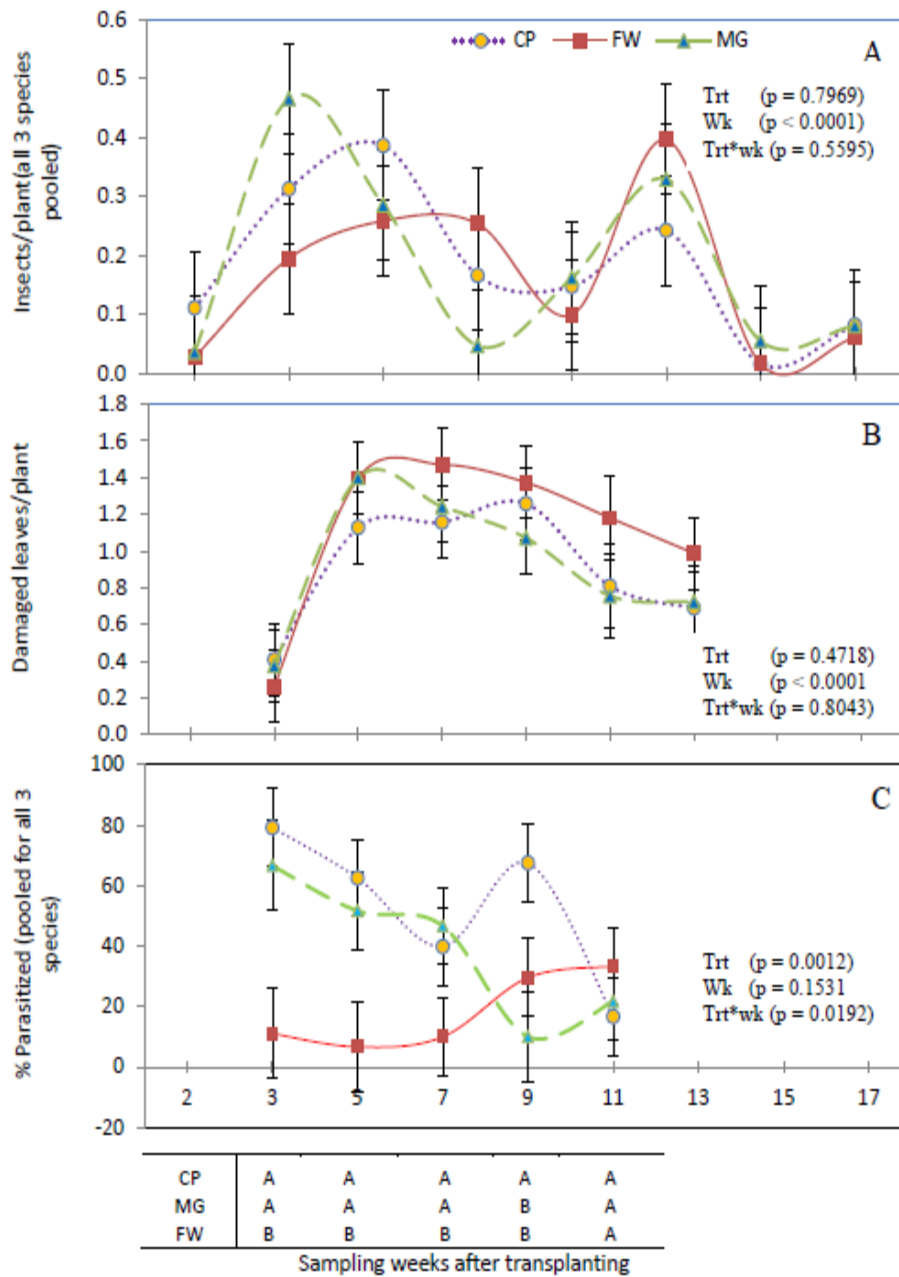 0.6
0.5
0.4
0.3
0.2
0.1
0.0
Insects/plant(all 3 species
pooled)
CP FW MG
A
Trt (p = 0.7969)
Wk (p < 0.0001)
Trt*wk (p = 0.5595)
1.8
1.6
1.4
1.2
1.0
0.8
0.6
0.4
0.2
0.0
Damaged leaves/plant
B
Trt (p = 0.4718)
Wk (p < 0.0001
Trt*wk (p = 0.8043)
100
80
60
40
20
0
-20
% Parasitized (pooled for all 3
species)
C
Trt (p = 0.0012)
Wk (p = 0.1531
Trt*wk (p = 0.0192)
2 3 5 7 9 11 13 15 17
CP A A A A A
MG A A A B A
FW B B B B A
Sampling weeks after transplanting